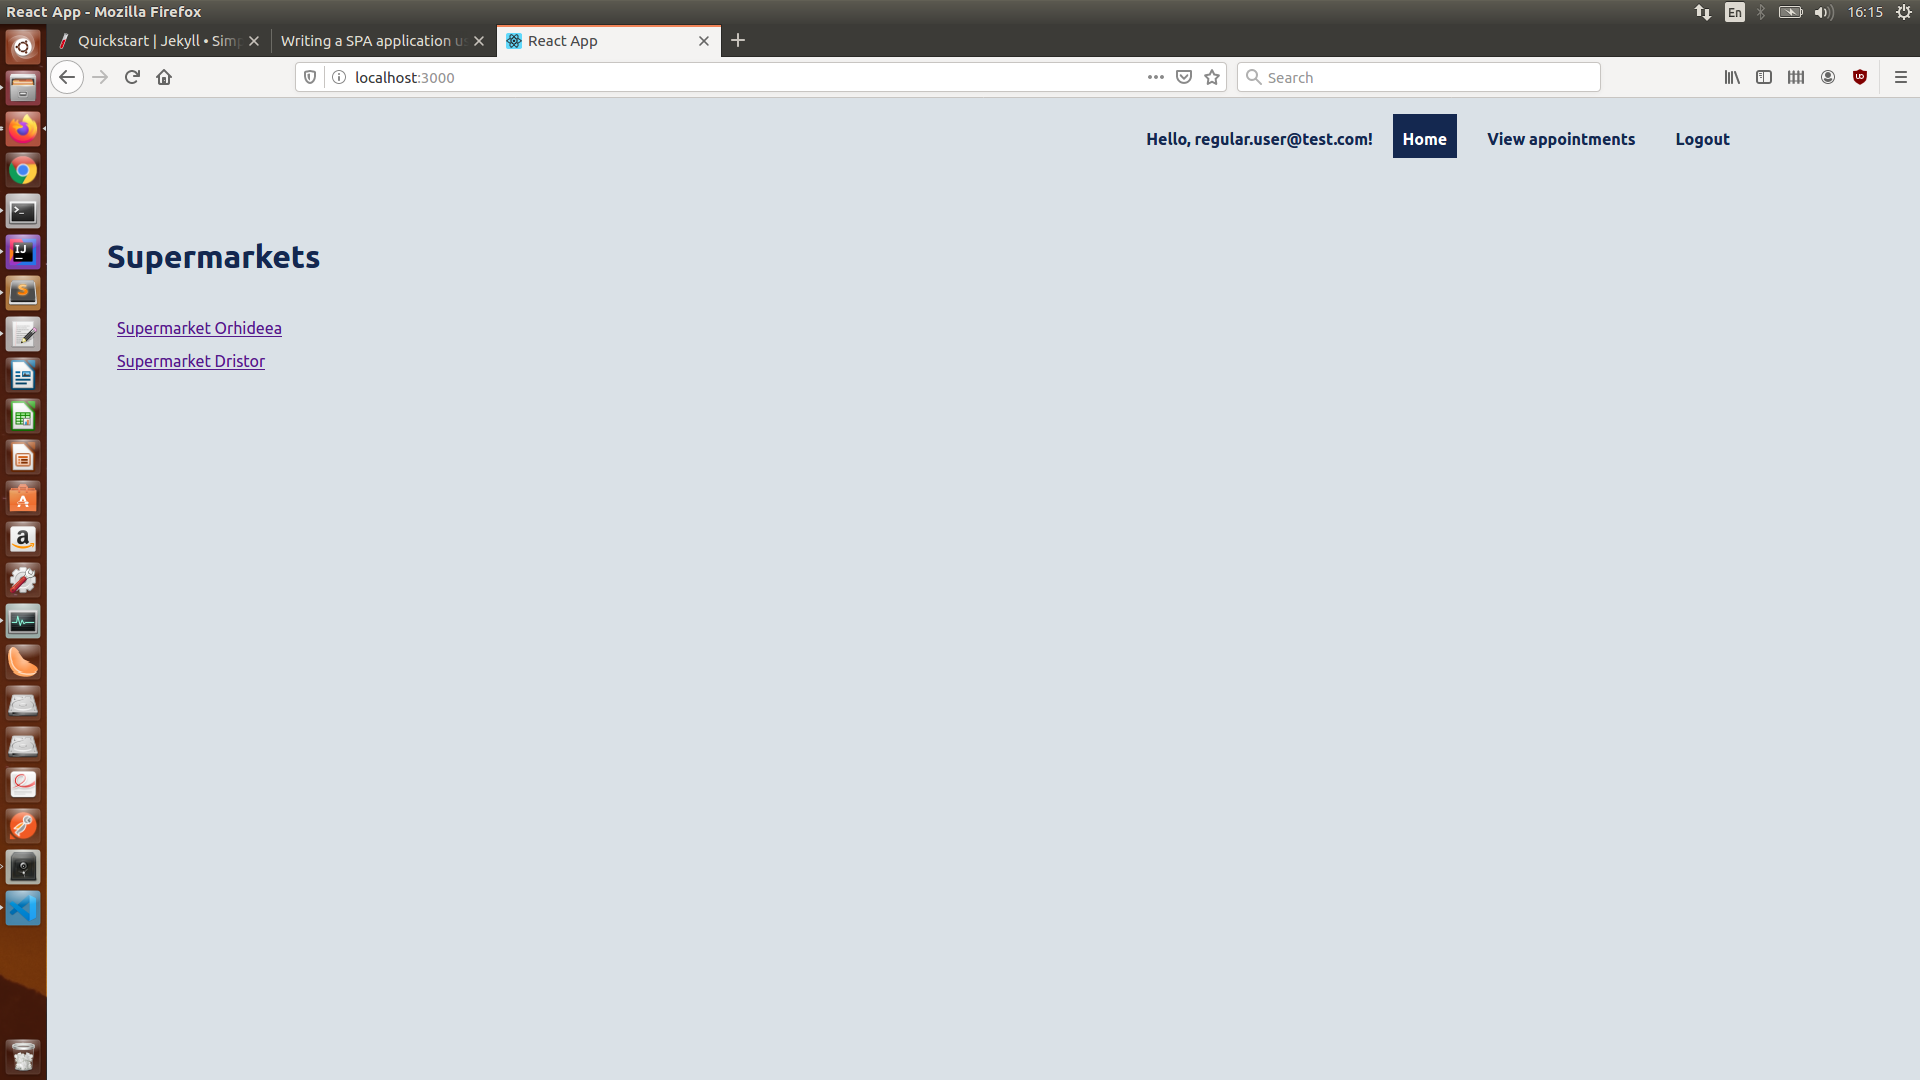 React App - Mozilla Firefox
En
16:15
Quickstart | Jekyll • Sim
Writing a SPA application u
React App
localhost:3000
Search
Hello, regular.user@test.com!
Home
View appointments
Logout
Supermarkets
Supermarket Orhideea
Supermarket Dristor